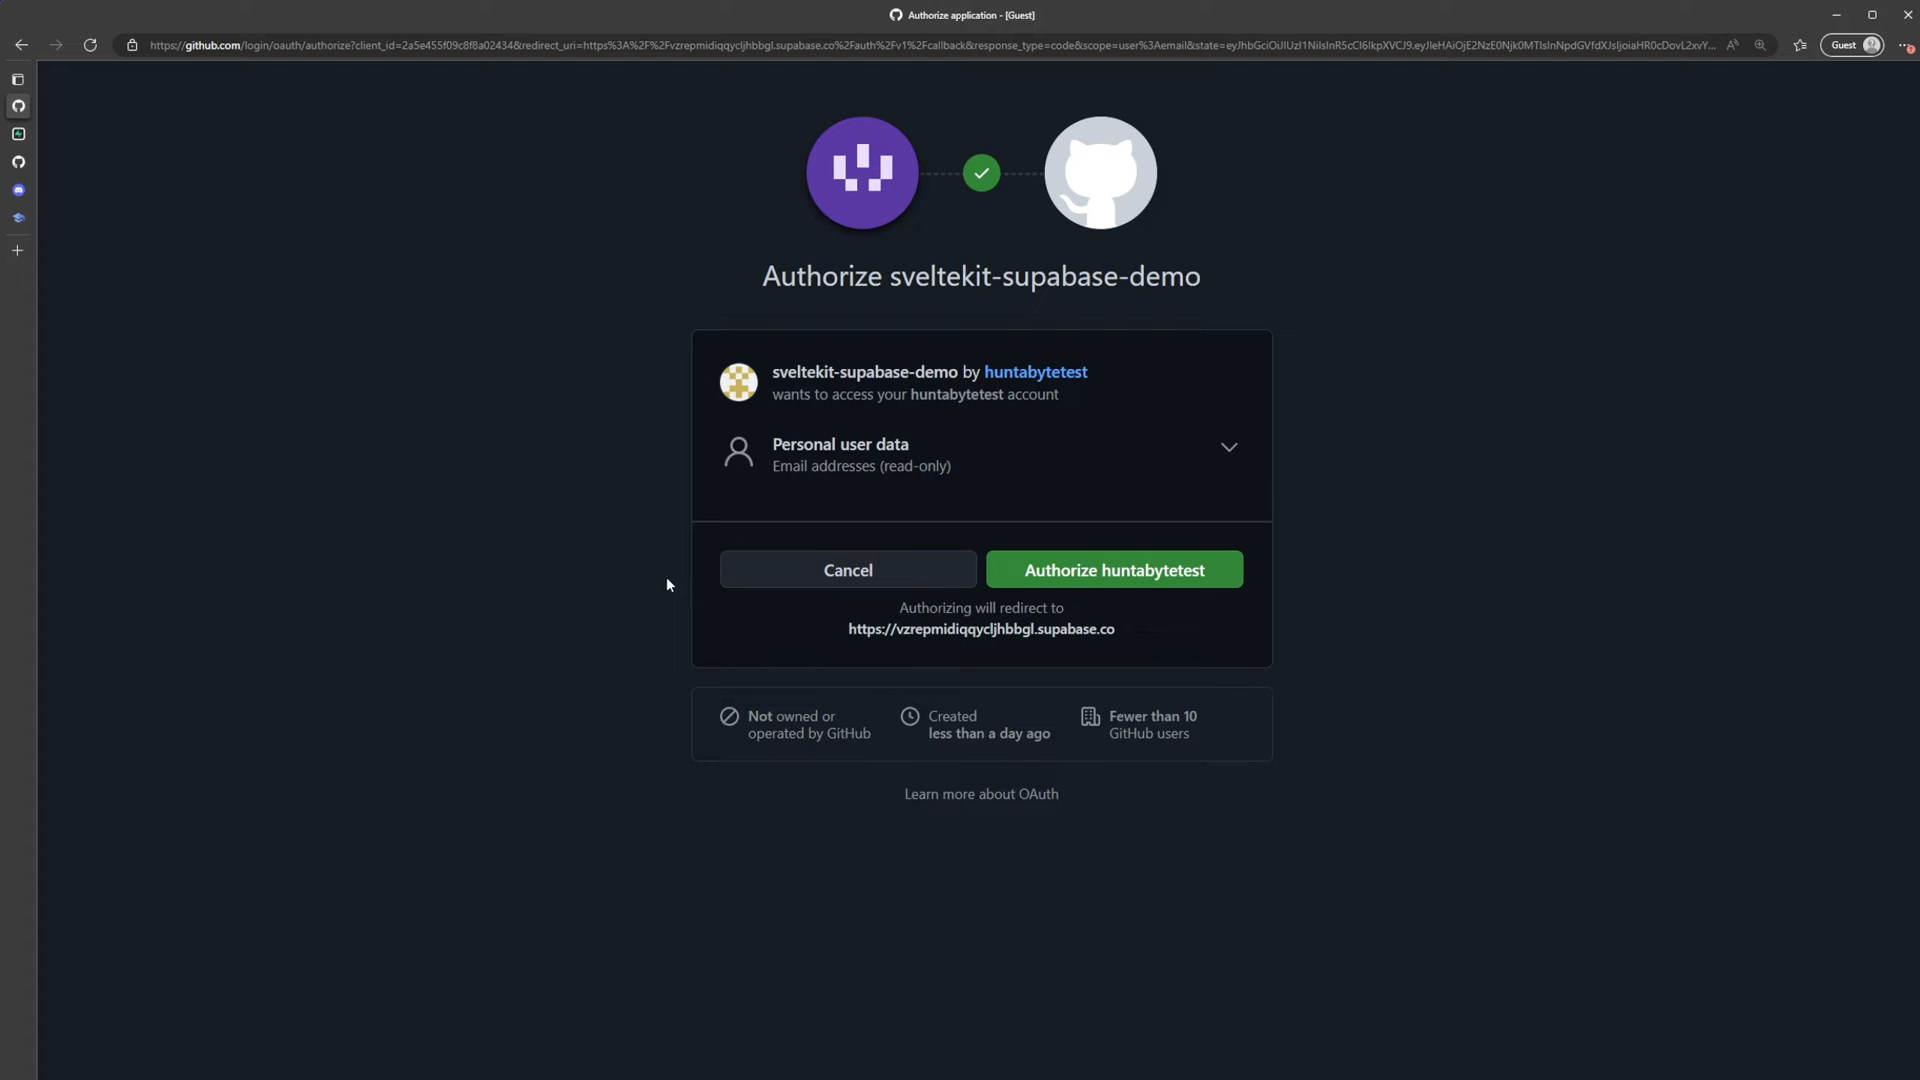 Authorize application - [Guest]
https://github.com/login/oauth/authorize?client_id=2a5e455f09c8f8a02434&redirect_uri=https%3A%2F%2Fvzrepmidiqqycljhbbgl.supabase.co%2Fauth%2Fv1%2Fcallback&response_type=code&scope=user%3Aemail&state=
Guest
Authorize sveltekit-supabase-demo
sveltekit-supabase-demo by huntabytetest
wants to access your huntabytetest account
Personal user data
Email addresses (read-only)
Cancel
Authorize huntabytetest
Authorizing will redirect to
https://vzrepmidiqqycljhbbgl.supabase.co
Not owned or
operated by GitHub
Created
less than a day ago
Fewer than 10
GitHub users
Learn more about OAuth